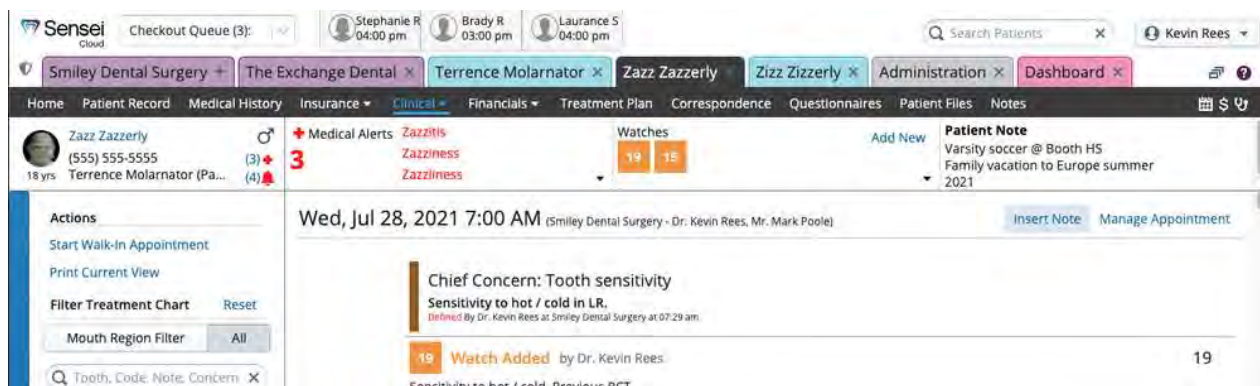 Sensei
Cloud
Checkout Queue (3):
Stephanie R
04:00 pm
Brady R
03:00 pm
Laurance S
04:00 pm
Search Patients X
Kevin Rees
Smiley Dental Surgery +
The Exchange Dental ×
Terrence Molarnator ×
Zazz Zazzerly
Zizz Zizzerly ×
Administration ×
Dashboard ×
Home Patient Record Medical History Insurance Clinical Financials Treatment Plan Correspondence Questionnaires Patient Files Notes
Zazz Zazzerly
(555) 555-5555 (3)
18 yrs Terrence Molarnator (Pa... (4)
Medical Alerts
3
Zazzitis
Zazziness
Zazzliness
Watches
19 15
Add New
Patient Note
Varsity soccer @ Booth HS
Family vacation to Europe summer
2021
Actions
Start Walk-In Appointment
Print Current View
Filter Treatment Chart Reset
Mouth Region Filter All
Tooth, Code, Note, Concern X
Wed, Jul 28, 2021 7:00 AM (Smiley Dental Surgery - Dr. Kevin Rees, Mr. Mark Poole)
Insert Note Manage Appointment
Chief Concern: Tooth sensitivity
Sensitivity to hot / cold in LR.
Defined By Dr. Kevin Rees at Smiley Dental Surgery at 07:29 am
19 Watch Added by Dr. Kevin Rees 19
Sensitivity to hot / cold. Previous RCT